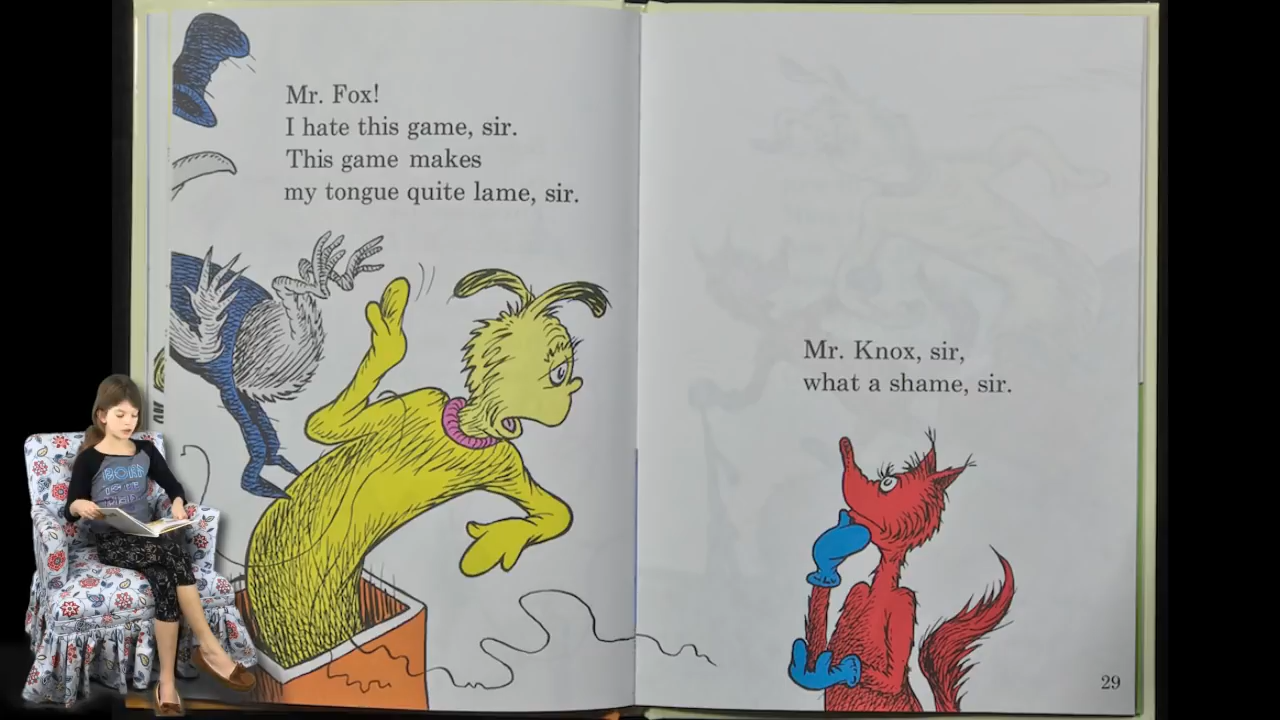 Mr. Fox!
I hate this game, sir.
This game makes
my tongue quite lame, sir.
Mr. Knox, sir,
what a shame, sir.
29